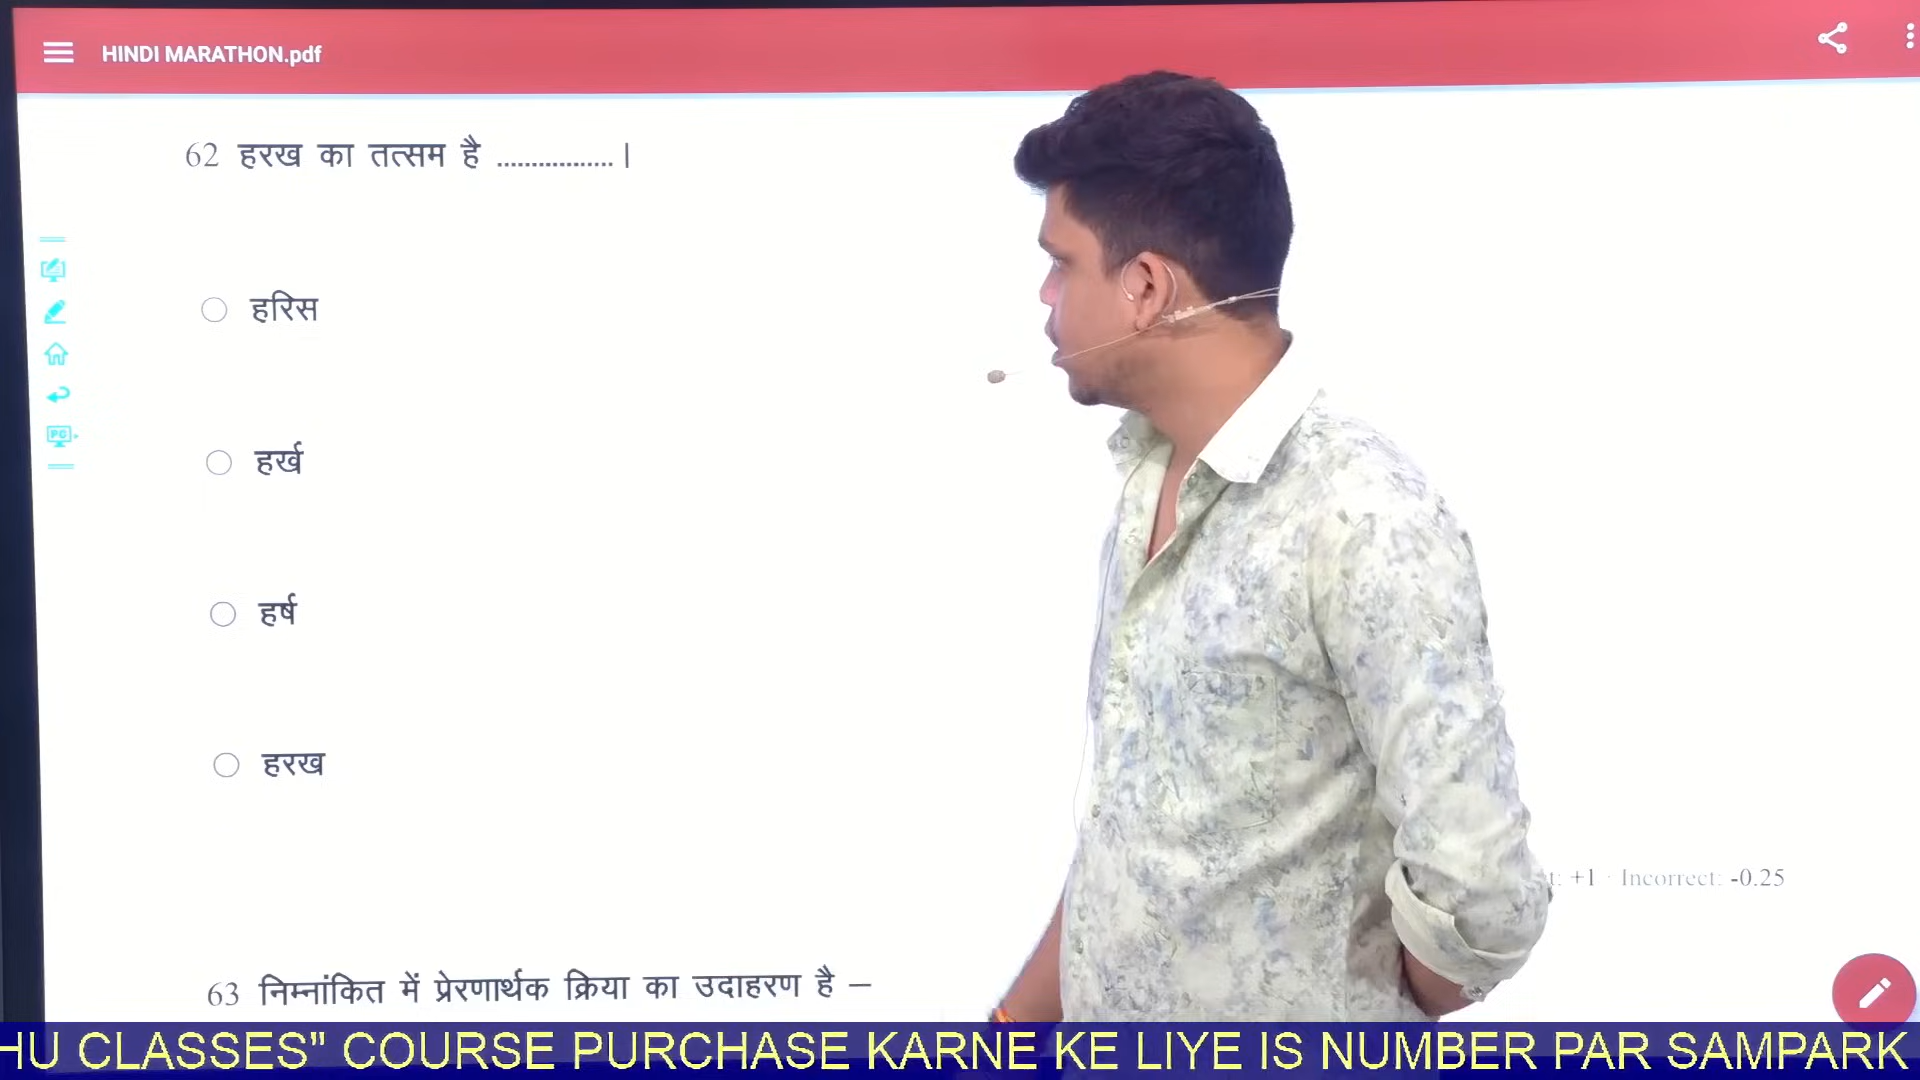 HINDI MARATHON.pdf
62 हरख का तत्सम है ................. |
हरिस
हर्ख
हर्ष
हरख
t: +1 · Incorrect: -0.25
63 निम्नांकित में प्रेरणार्थक क्रिया का उदाहरण है –
HU CLASSES" COURSE PURCHASE KARNE KE LIYE IS NUMBER PAR SAMPARK